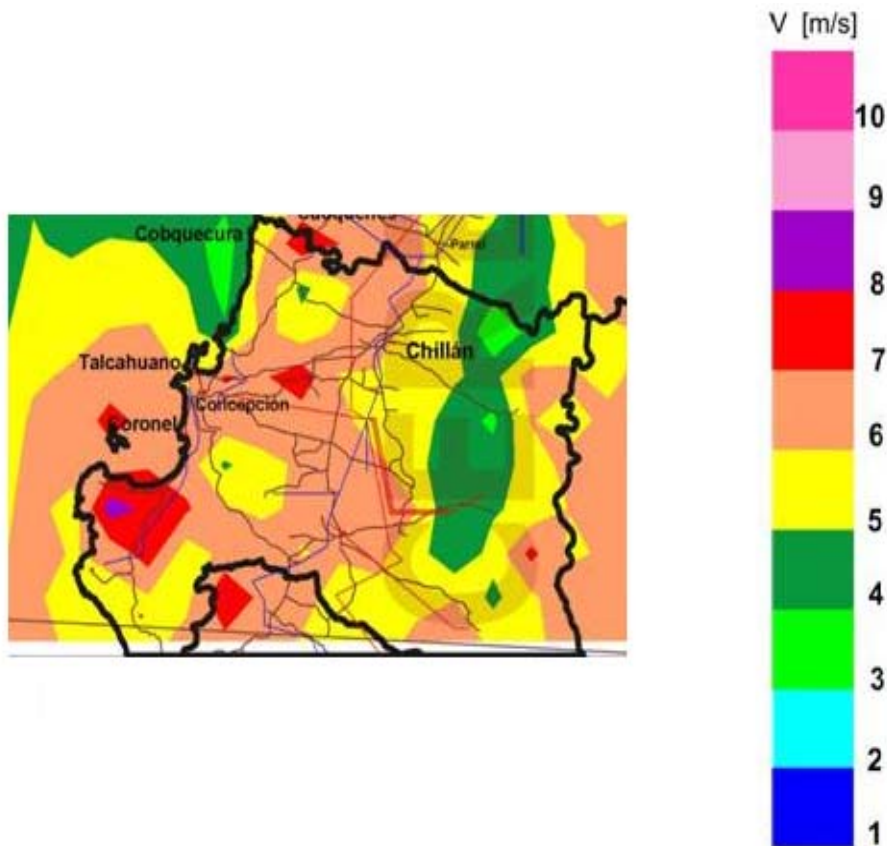 V [m/s]
10
9
8
7
6
5
4
3
2
1
Cobquecura
Parral
Talcahuano
Chillán
Concepción
Coronel